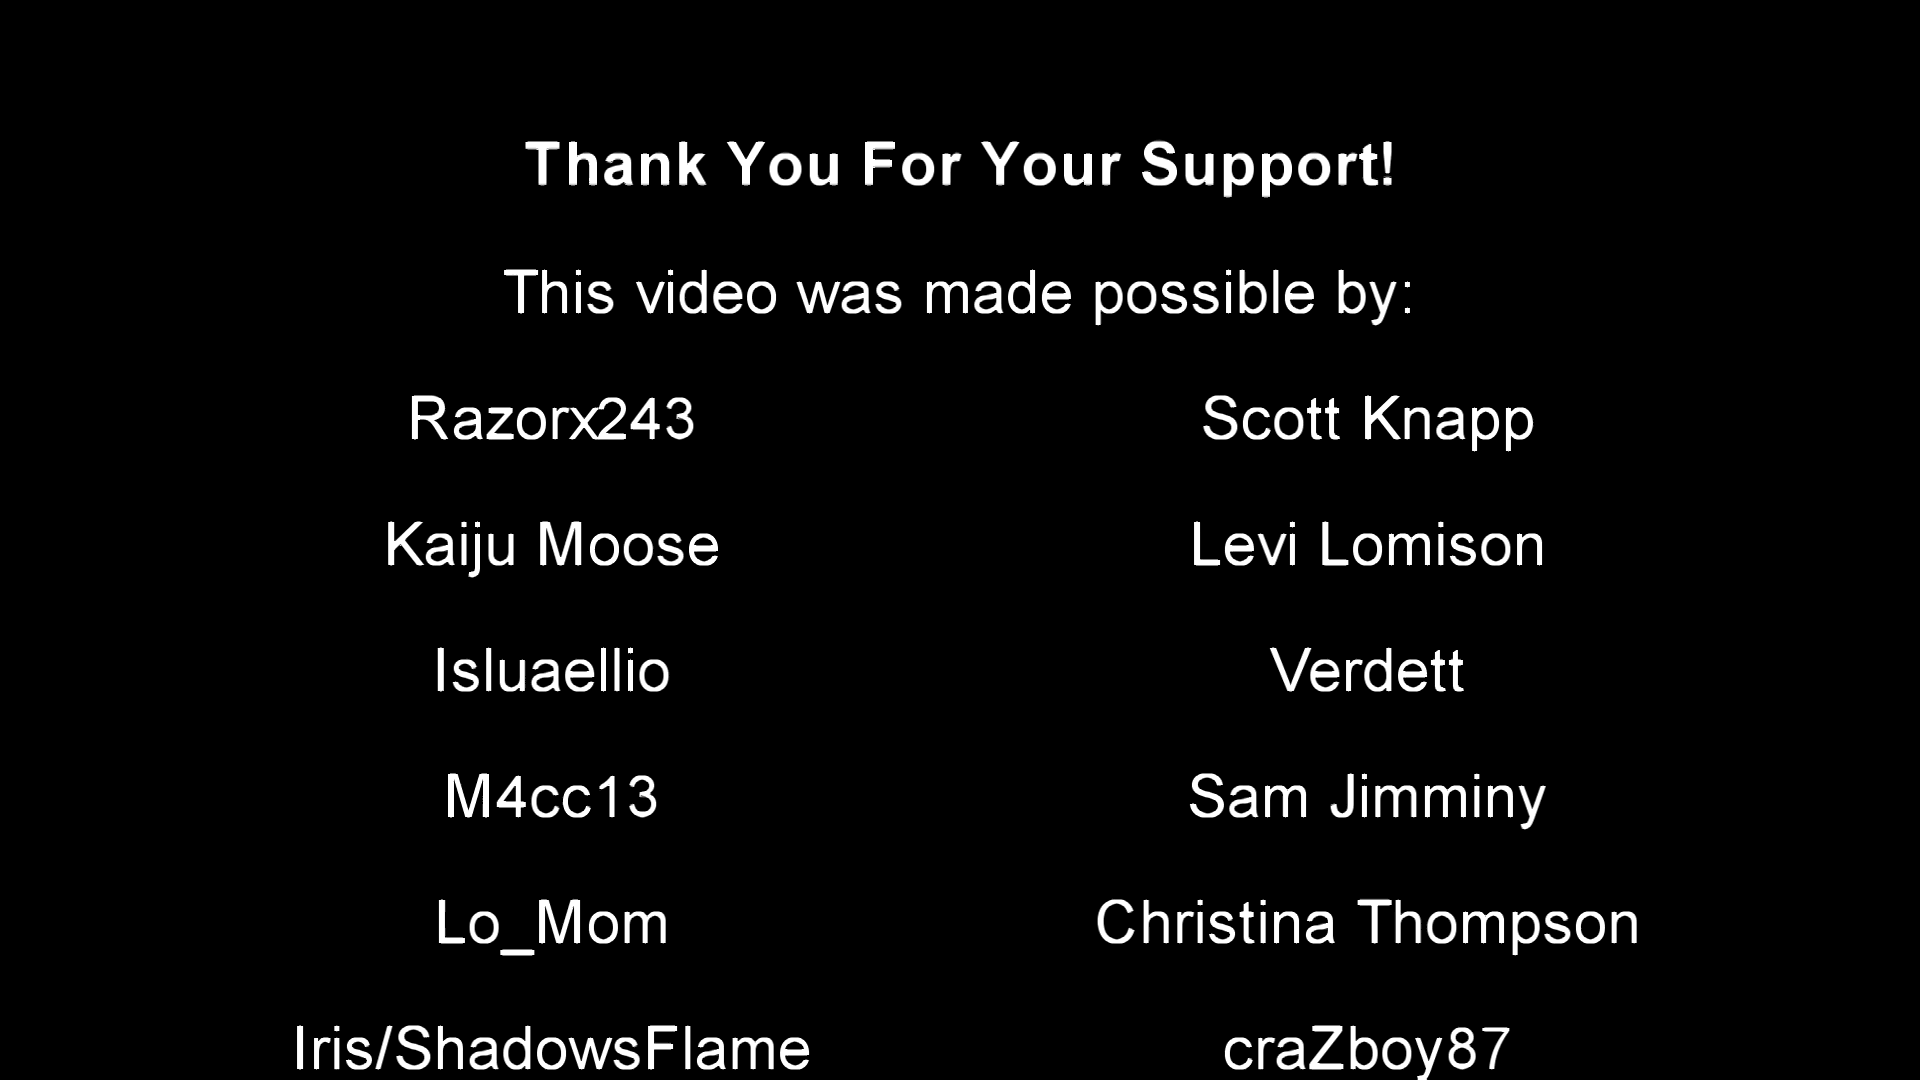 Thank You For Your Support!
This video was made possible by:
Razorx243 Scott Knapp
Kaiju Moose Levi Lomison
Isluaellio Verdett
M4cc13 Sam Jimminy
Lo_Mom Christina Thompson
Iris/ShadowsFlame craZboy87